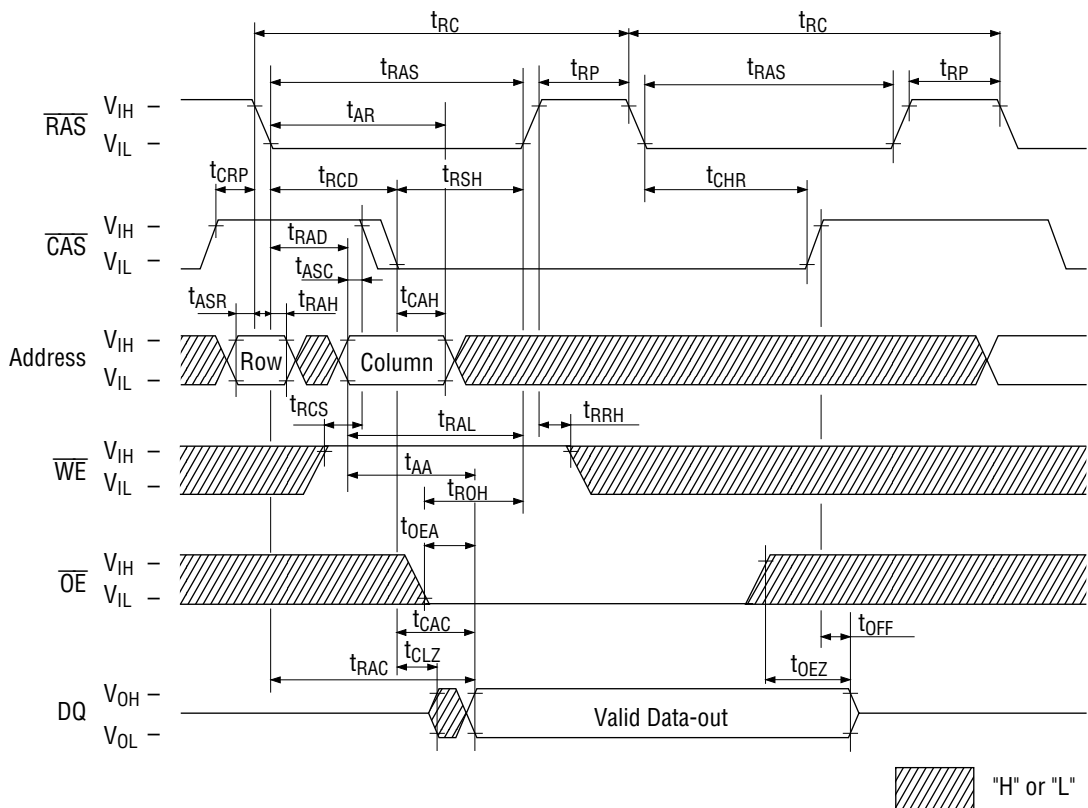 tRC tRC
tRAS tRP tRAS tRP
RAS VIH VIL
tAR
tCRP tRCD tRSH tCHR
CAS VIH VIL
tRAD
tASC
tASR tRAH tCAH
Address VIH VIL
Row Column
tRCS tRAL tRRH
WE VIH VIL
tAA
tROH
tOEA
OE VIH VIL
tCAC tOFF
tCLZ tOEZ
tRAC
DQ VOH VOL
Valid Data-out
"H" or "L"